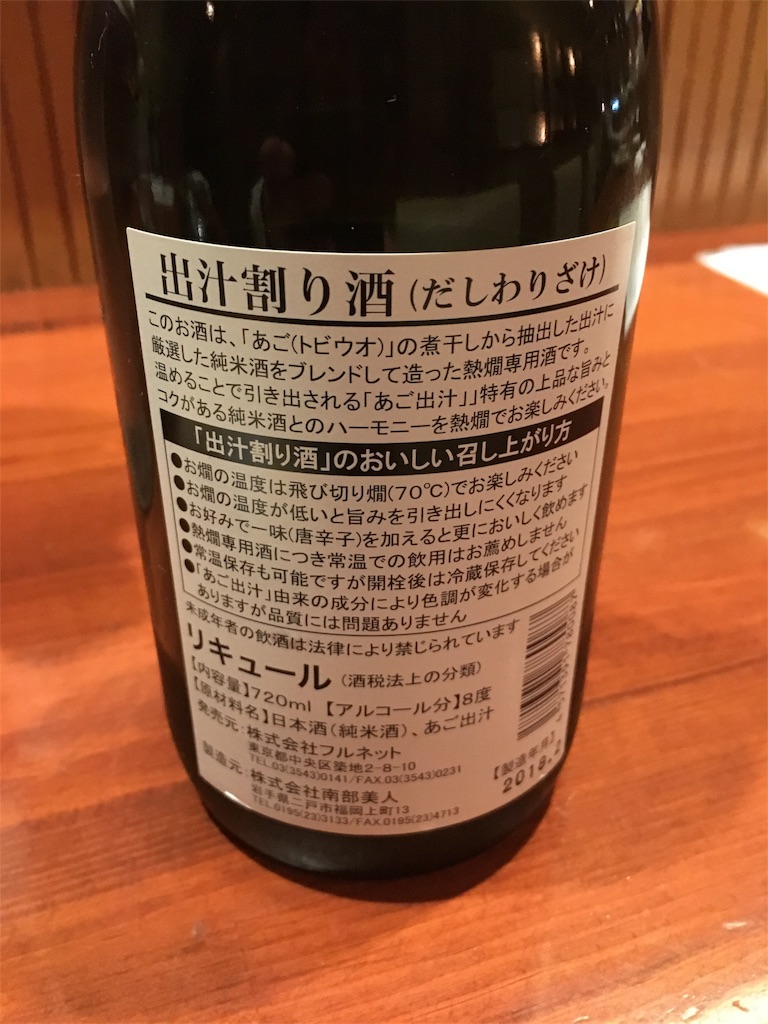 出汁割り酒(だしわりざけ)
このお酒は、「あご(トビウオ)」の煮干しから抽出した出汁に
厳選した純米酒をブレンドして造った熱燗専用酒です。
温めることで引き出される「あご出汁」」特有の上品な旨みと
コクがある純米酒とのハーモニーを熱燗でお楽しみください。
「出汁割り酒」のおいしい召し上がり方
●お燗の温度は飛び切り燗(70℃)でお楽しみください
●お燗の温度が低いと旨みを引き出しにくくなります
●お好みで一味(唐辛子)を加えると更においしく飲めます
●熱燗専用酒につき常温での飲用はお薦めしません
●常温保存も可能ですが開栓後は冷蔵保存してください
●「あご出汁」由来の成分により色調が変化する場合が
ありますが品質には問題ありません
未成年者の飲酒は法律により禁じられています
リキュール(酒税法上の分類)
【内容量】720ml 【アルコール分】8度
【原材料名】日本酒(純米酒)、あご出汁
発売元:株式会社フルネット
東京都中央区築地2-8-10
TEL.03(3543)0141/FAX.03(3543)0231
製造元:株式会社南部美人
岩手県二戸市福岡上町13
TEL.0195(23)3133/FAX.0195(23)4713
【製造年月】
2018.2